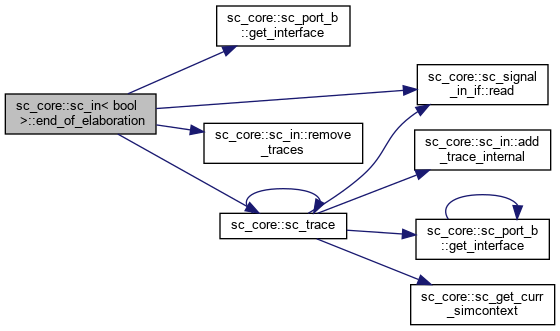 sc_core::sc_port_b
::get_interface
sc_core::sc_in< bool
>::end_of_elaboration
sc_core::sc_signal
_in_if::read
sc_core::sc_in::remove
_traces
sc_core::sc_in::add
_trace_internal
sc_core::sc_trace
sc_core::sc_port_b
::get_interface
sc_core::sc_get_curr
_simcontext